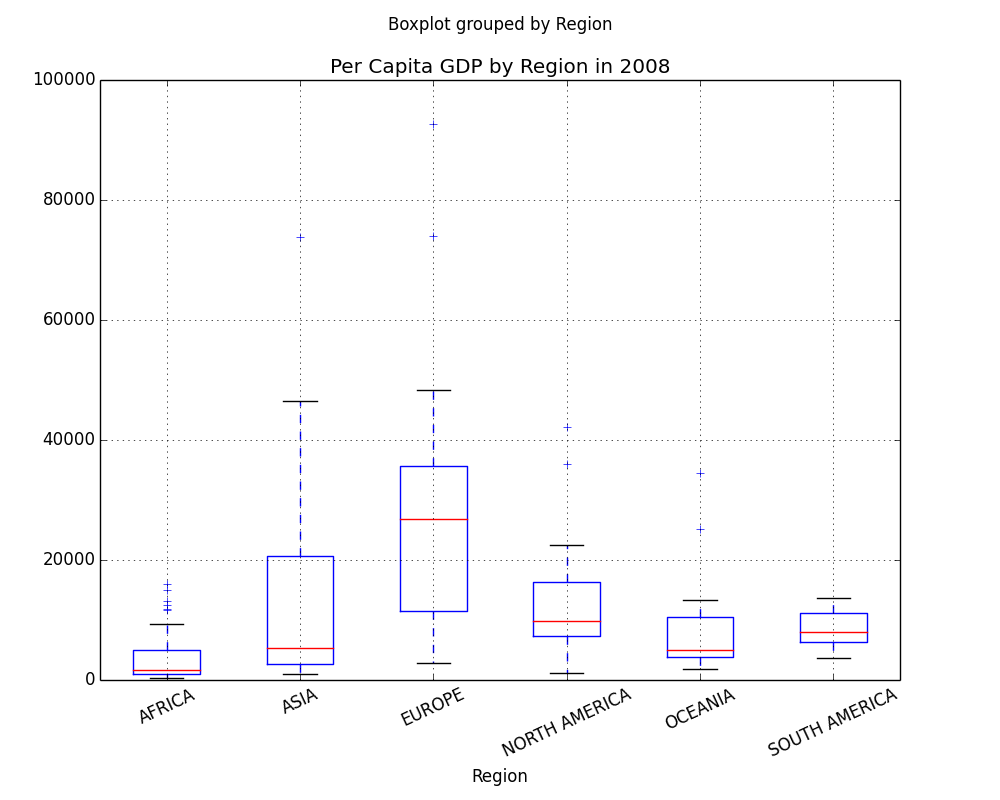 Boxplot grouped by Region
Per Capita GDP by Region in 2008
100000
80000
60000
40000
20000
0
AFRICA
ASIA
EUROPE
NORTH AMERICA
OCEANIA
SOUTH AMERICA
Region